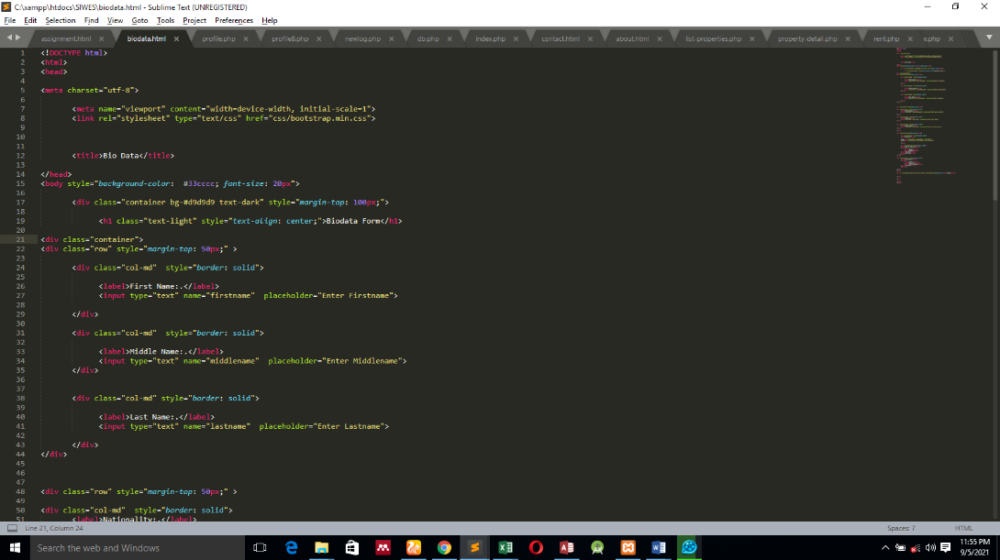 C:\xampp\htdocs\SIWES\biodata.html - Sublime Text (UNREGISTERED)
File Edit Selection Find View Goto Tools Project Preferences Help
assignment.html biodata.html profile.php profile8.php newlog.php db.php index.php contact.html about.html list-properties.php property-detail.php rent.php e.php
1 <!DOCTYPE html>
2 <html>
3 <head>
4
5 <meta charset="utf-8">
6
7 <meta name="viewport" content="width=device-width, initial-scale=1">
8 <link rel="stylesheet" type="text/css" href="css/bootstrap.min.css">
9
10
11
12 <title>Bio Data</title>
13
14 </head>
15 <body style="background-color:  #33cccc; font-size: 20px">
16
17 <div class="container bg-#d9d9d9 text-dark" style="margin-top: 100px;">
18
19 <h1 class="text-light" style="text-align: center;">Biodata Form</h1>
20
21 <div class="container">
22 <div class="row" style="margin-top: 50px;" >
23
24 <div class="col-md"  style="border: solid">
25
26 <label>First Name:.</label>
27 <input type="text" name="firstname"  placeholder="Enter Firstname">
28
29 </div>
30
31 <div class="col-md"  style="border: solid">
32
33 <label>Middle Name:.</label>
34 <input type="text" name="middlename"  placeholder="Enter Middlename">
35 </div>
36
37
38 <div class="col-md" style="border: solid">
39
40 <label>Last Name:.</label>
41 <input type="text" name="lastname"  placeholder="Enter Lastname">
42
43 </div>
44 </div>
45
46
47
48 <div class="row" style="margin-top: 50px;" >
49
50 <div class="col-md"  style="border: solid">
51 <label>Nationality:.</label>
Line 21, Column 24 Spaces: 7 HTML
Search the web and Windows
11:55 PM
9/5/2021